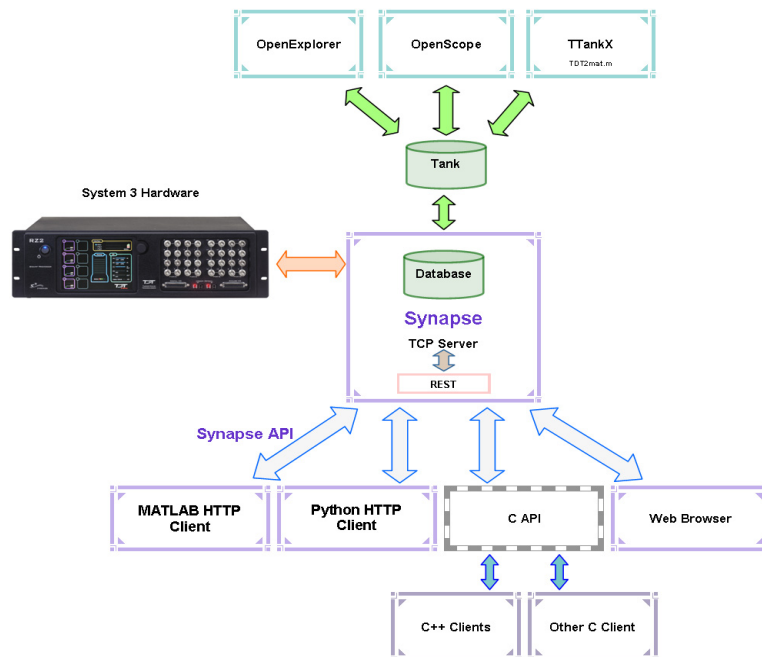 OpenExplorer
OpenScope
TTankX
TDT2mat.m
Tank
System 3 Hardware
RZ2
Database
Synapse
TCP Server
REST
Synapse API
MATLAB HTTP
Client
Python HTTP
Client
C API
Web Browser
C++ Clients
Other C Client